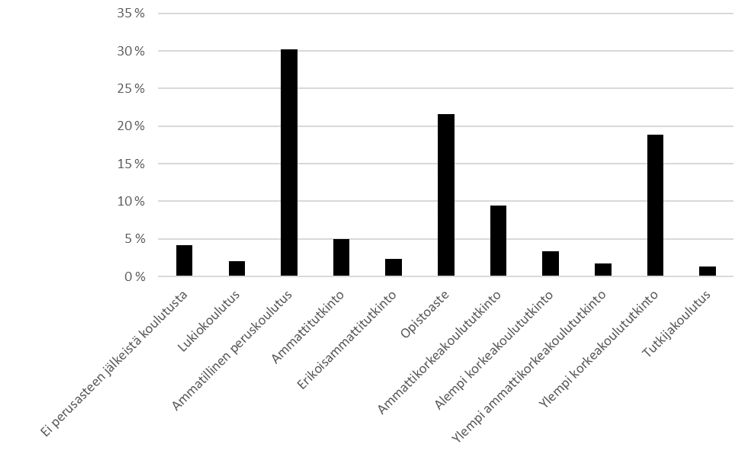 35 %
30 %
25 %
20 %
15 %
10 %
5 %
0 %
Ei perusasteen jälkeistä koulutusta
Lukiokoulutus
Ammatillinen peruskoulutus
Ammattitutkinto
Erikoisammattitutkinto
Opistoaste
Ammattikorkeakoulututkinto
Alempi korkeakoulututkinto
Ylempi ammattikorkeakoulututkinto
Ylempi korkeakoulututkinto
Tutkijakoulutus